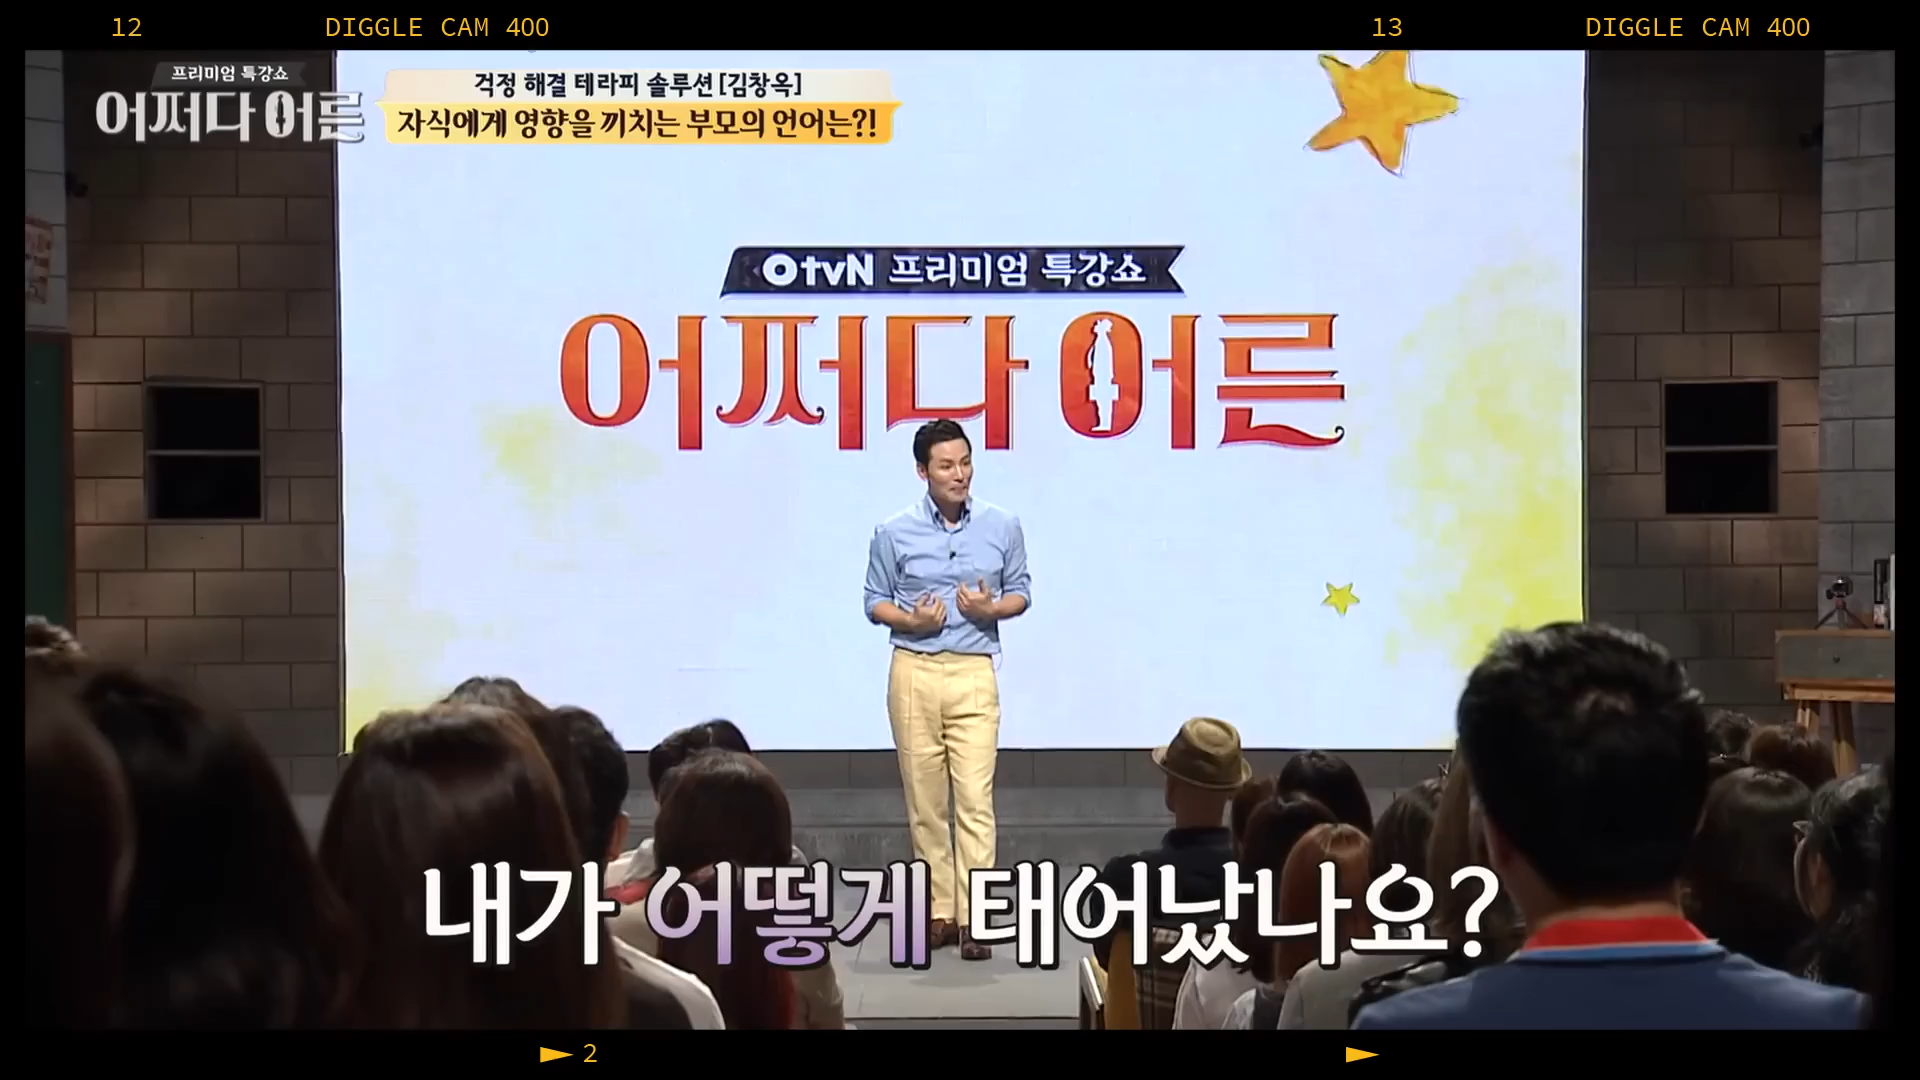 12 DIGGLE CAM 400 13 DIGGLE CAM 400
프리미엄 특강쇼
어쩌다 어른
걱정 해결 테라피 솔루션[김창옥]
자식에게 영향을 끼치는 부모의 언어는?!
OtvN 프리미엄 특강쇼
어쩌다 어른
내가 어떻게 태어났나요?
2